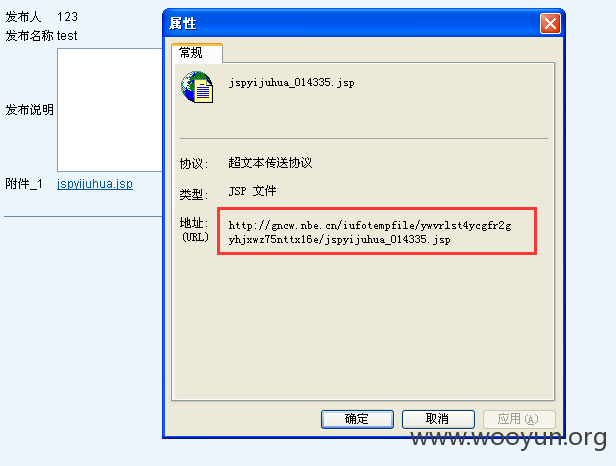 发布人 123
发布名称 test
发布说明
附件_1 jspyijuhua.jsp
属性
常规
jspyijuhua_014335.jsp
协议: 超文本传送协议
类型: JSP 文件
地址: (URL)
http://gncw.nbe.cn/iufotempfile/ywvrlst4ycgfr2g
yhjxwz75nttx16e/jspyijuhua_014335.jsp
确定 取消 应用(A)
www.wooyun.org